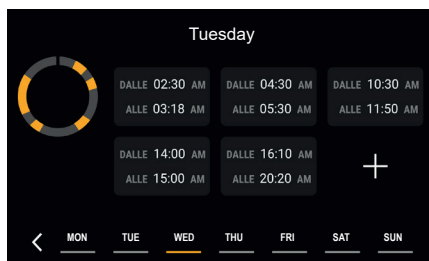 Tuesday
DALLE 02:30 AM DALLE 04:30 AM DALLE 10:30 AM
ALLE 03:18 AM ALLE 05:30 AM ALLE 11:50 AM
DALLE 14:00 AM DALLE 16:10 AM
ALLE 15:00 AM ALLE 20:20 AM
MON TUE WED THU FRI SAT SUN